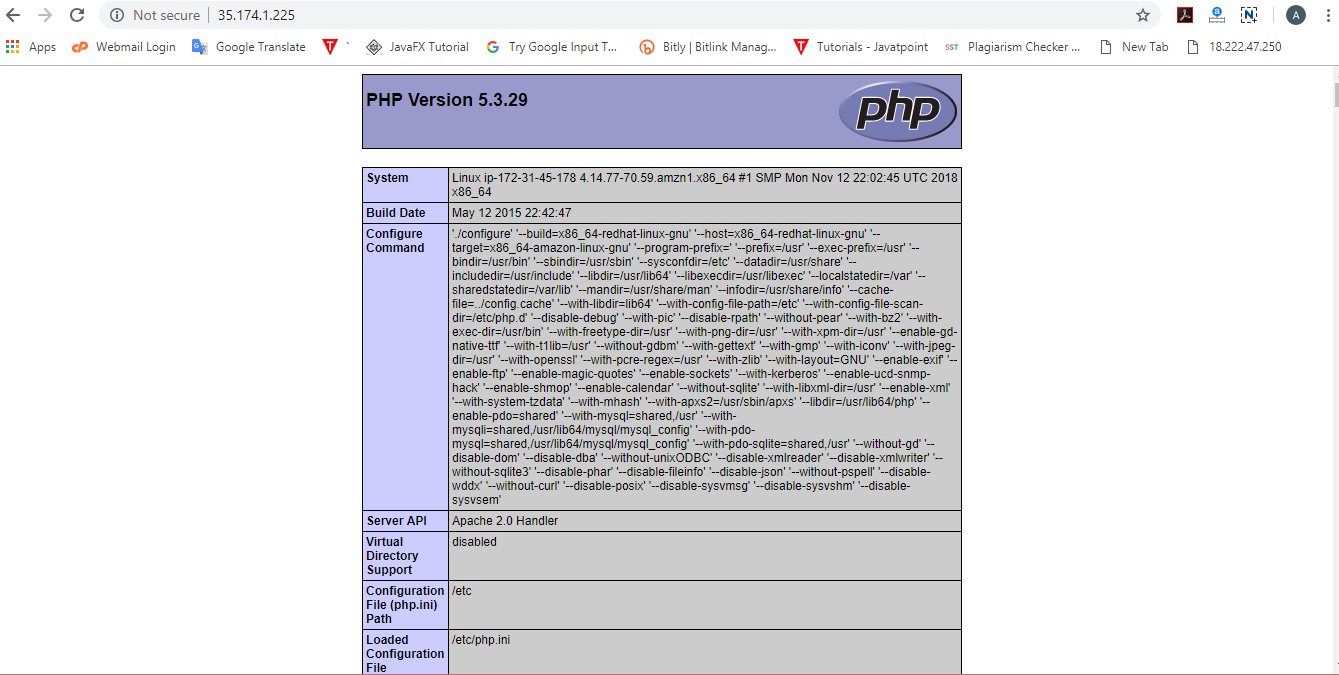 Not secure | 35.174.1.225
A
Apps
Webmail Login
Google Translate
`
JavaFX Tutorial
Try Google Input T...
Bitly | Bitlink Manag...
Tutorials - Javatpoint
SST Plagiarism Checker ...
New Tab
18.222.47.250
PHP Version 5.3.29
php
System
Linux ip-172-31-45-178 4.14.77-70.59.amzn1.x86_64 #1 SMP Mon Nov 12 22:02:45 UTC 2018
x86_64
Build Date
May 12 2015 22:42:47
Configure
Command
'./configure' '--build=x86_64-redhat-linux-gnu' '--host=x86_64-redhat-linux-gnu' '--
target=x86_64-amazon-linux-gnu' '--program-prefix=' '--prefix=/usr' '--exec-prefix=/usr' '--
bindir=/usr/bin' '--sbindir=/usr/sbin' '--sysconfdir=/etc' '--datadir=/usr/share' '--
includedir=/usr/include' '--libdir=/usr/lib64' '--libexecdir=/usr/libexec' '--localstatedir=/var' '--
sharedstatedir=/var/lib' '--mandir=/usr/share/man' '--infodir=/usr/share/info' '--cache-
file=../config.cache' '--with-libdir=lib64' '--with-config-file-path=/etc' '--with-config-file-scan-
dir=/etc/php.d' '--disable-debug' '--with-pic' '--disable-rpath' '--without-pear' '--with-bz2' '--with-
exec-dir=/usr/bin' '--with-freetype-dir=/usr' '--with-png-dir=/usr' '--with-xpm-dir=/usr' '--enable-gd-
native-ttf' '--with-t1lib=/usr' '--without-gdbm' '--with-gettext' '--with-gmp' '--with-iconv' '--with-jpeg-
dir=/usr' '--with-openssl' '--with-pcre-regex=/usr' '--with-zlib' '--with-layout=GNU' '--enable-exif' '--
enable-ftp' '--enable-magic-quotes' '--enable-sockets' '--with-kerberos' '--enable-ucd-snmp-
hack' '--enable-shmop' '--enable-calendar' '--without-sqlite' '--with-libxml-dir=/usr' '--enable-xml'
'--with-system-tzdata' '--with-mhash' '--with-apxs2=/usr/sbin/apxs' '--libdir=/usr/lib64/php' '--
enable-pdo=shared' '--with-mysql=shared,/usr' '--with-
mysqli=shared,/usr/lib64/mysql/mysql_config' '--with-pdo-
mysql=shared,/usr/lib64/mysql/mysql_config' '--with-pdo-sqlite=shared,/usr' '--without-gd' '--
disable-dom' '--disable-dba' '--without-unixODBC' '--disable-xmlreader' '--disable-xmlwriter' '--
without-sqlite3' '--disable-phar' '--disable-fileinfo' '--disable-json' '--without-pspell' '--disable-
wddx' '--without-curl' '--disable-posix' '--disable-sysvmsg' '--disable-sysvshm' '--disable-
sysvsem'
Server API
Apache 2.0 Handler
Virtual
Directory
Support
disabled
Configuration
File (php.ini)
Path
/etc
Loaded
Configuration
File
/etc/php.ini